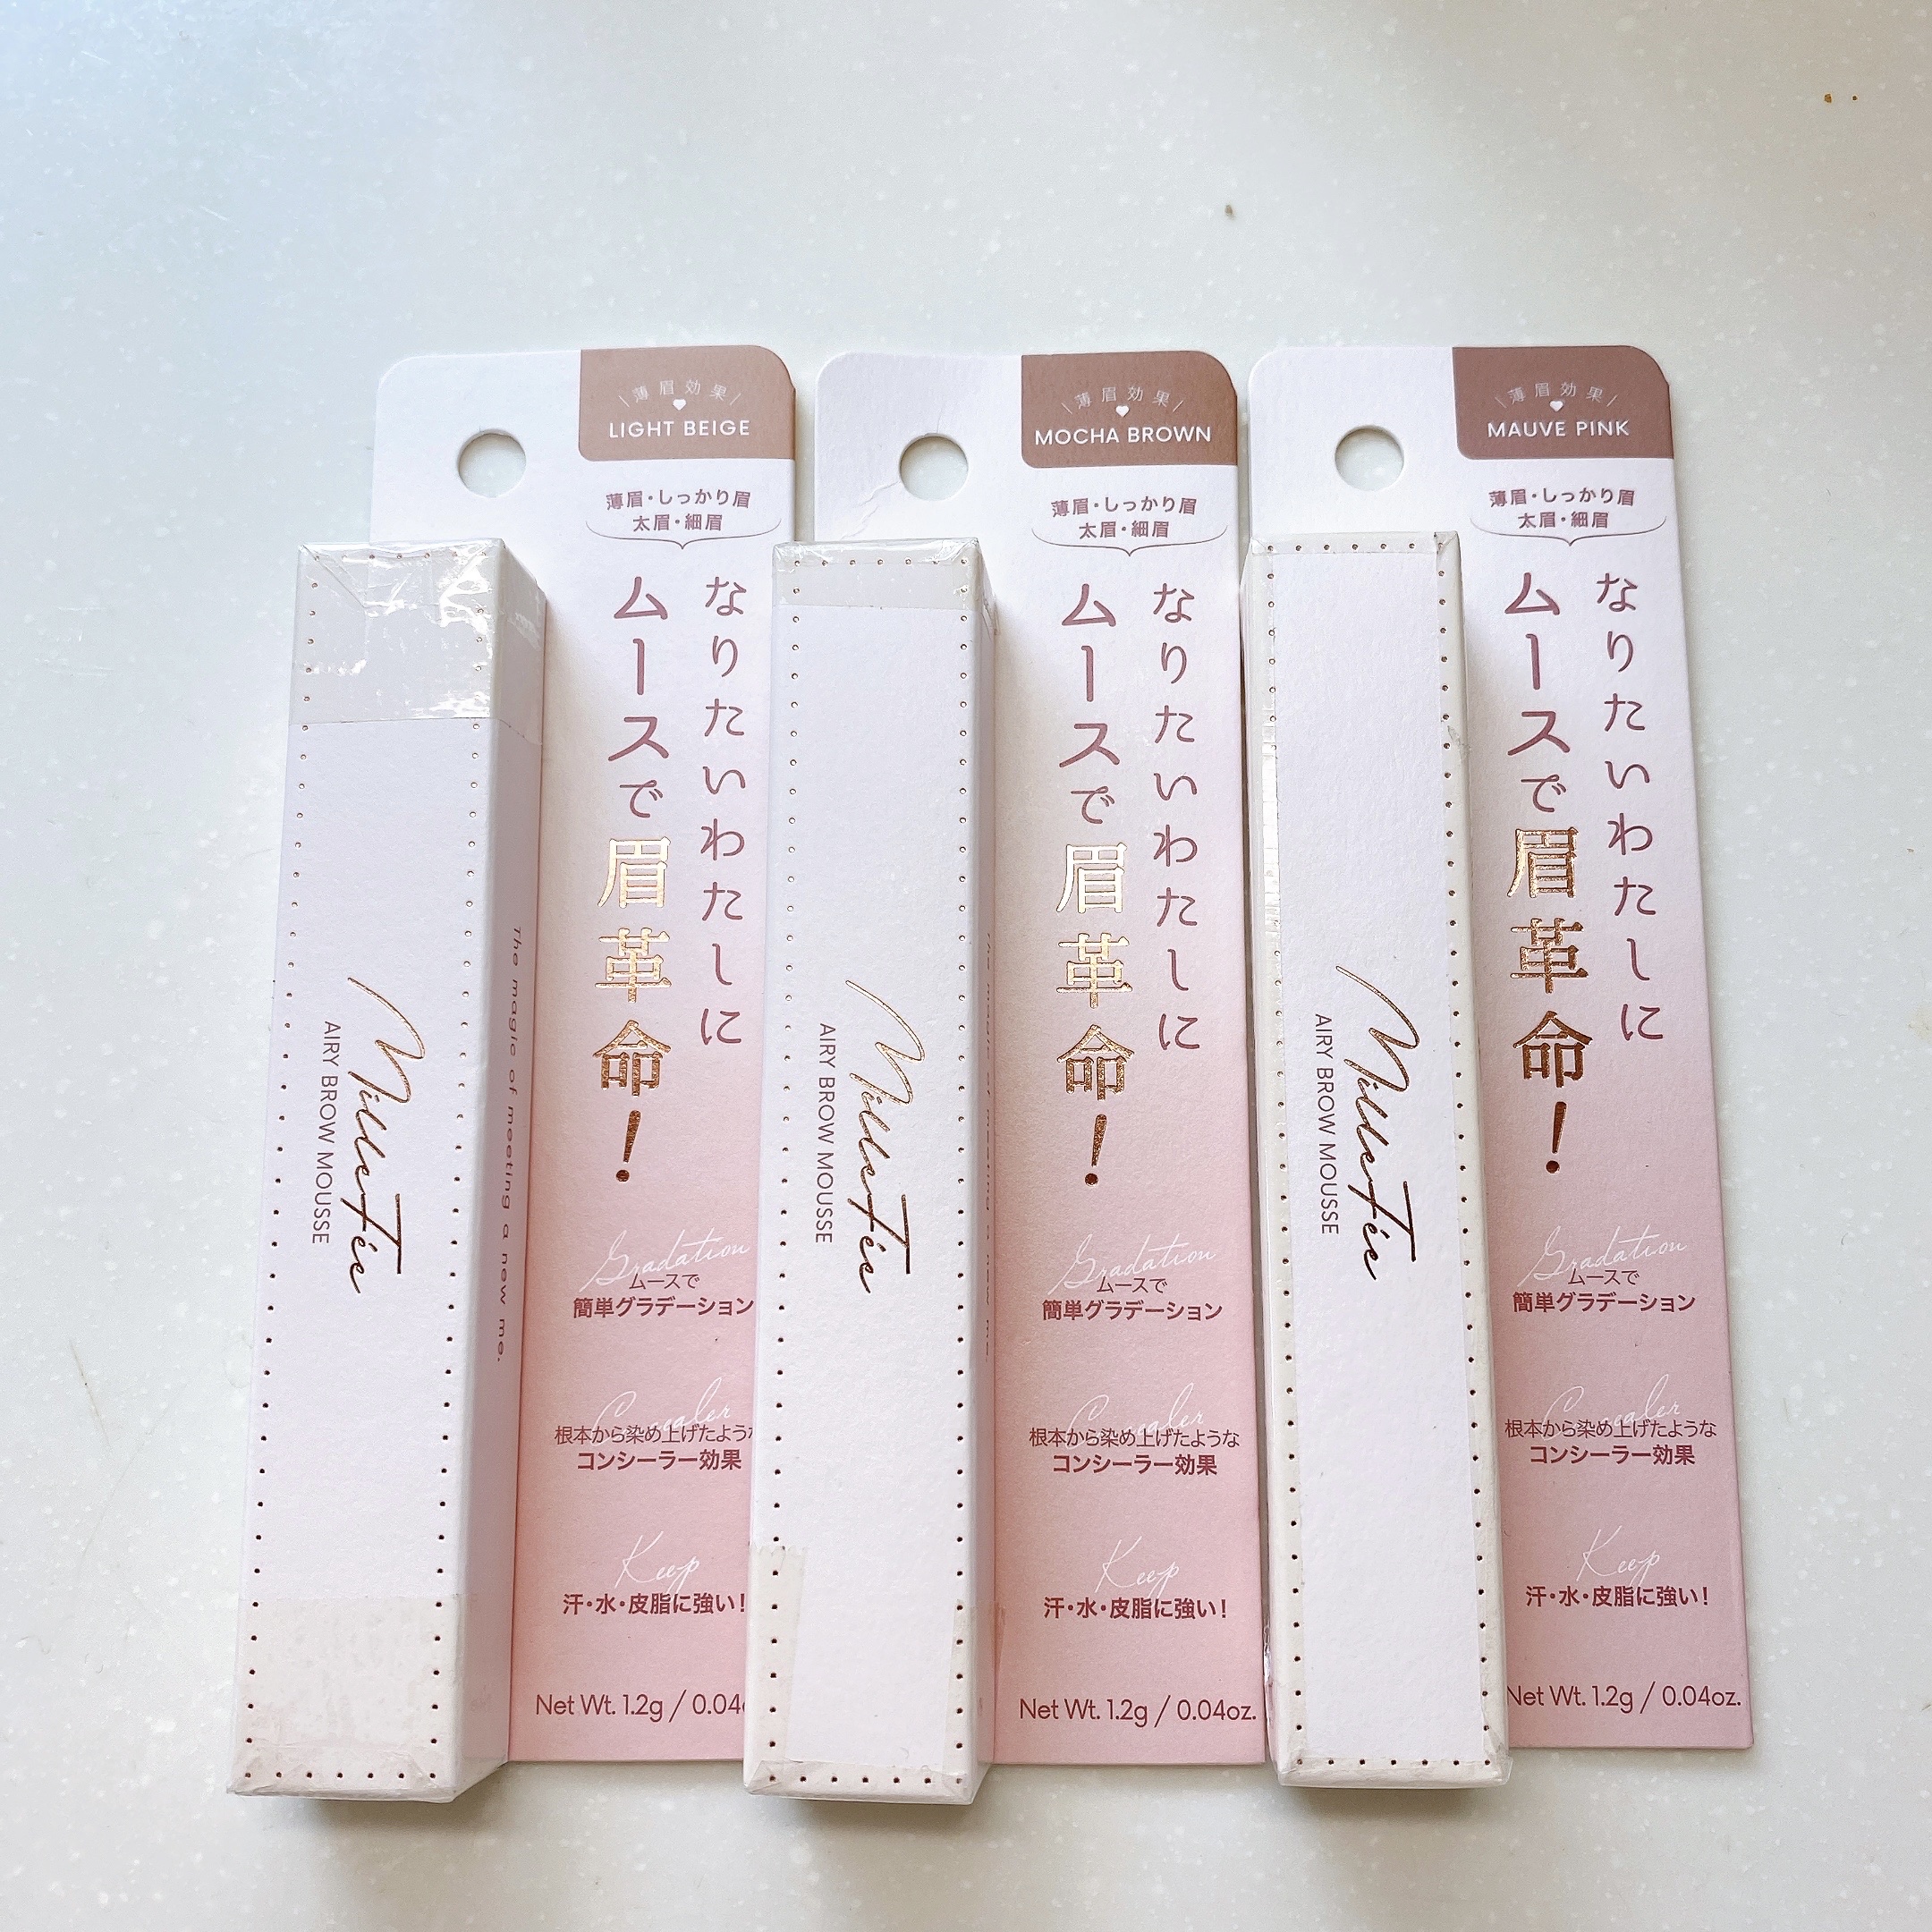 薄眉効果
LIGHT BEIGE
薄眉・しっかり眉
太眉・細眉
なりたいわたしに
ムースで眉革命！
MilleFée
AIRY BROW MOUSSE
The magic of meeting a new me.
Gradation
ムースで
簡単グラデーション
Concealer
根本から染め上げたような
コンシーラー効果
Keep
汗・水・皮脂に強い！
Net Wt. 1.2g / 0.04
薄眉効果
MOCHA BROWN
薄眉・しっかり眉
太眉・細眉
なりたいわたしに
ムースで眉革命！
MilleFée
AIRY BROW MOUSSE
The magic of meeting a new me.
Gradation
ムースで
簡単グラデーション
Concealer
根本から染め上げたような
コンシーラー効果
Keep
汗・水・皮脂に強い！
Net Wt. 1.2g / 0.04oz.
薄眉効果
MAUVE PINK
薄眉・しっかり眉
太眉・細眉
なりたいわたしに
ムースで眉革命！
MilleFée
AIRY BROW MOUSSE
Gradation
ムースで
簡単グラデーション
Concealer
根本から染め上げたような
コンシーラー効果
Keep
汗・水・皮脂に強い！
Net Wt. 1.2g / 0.04oz.